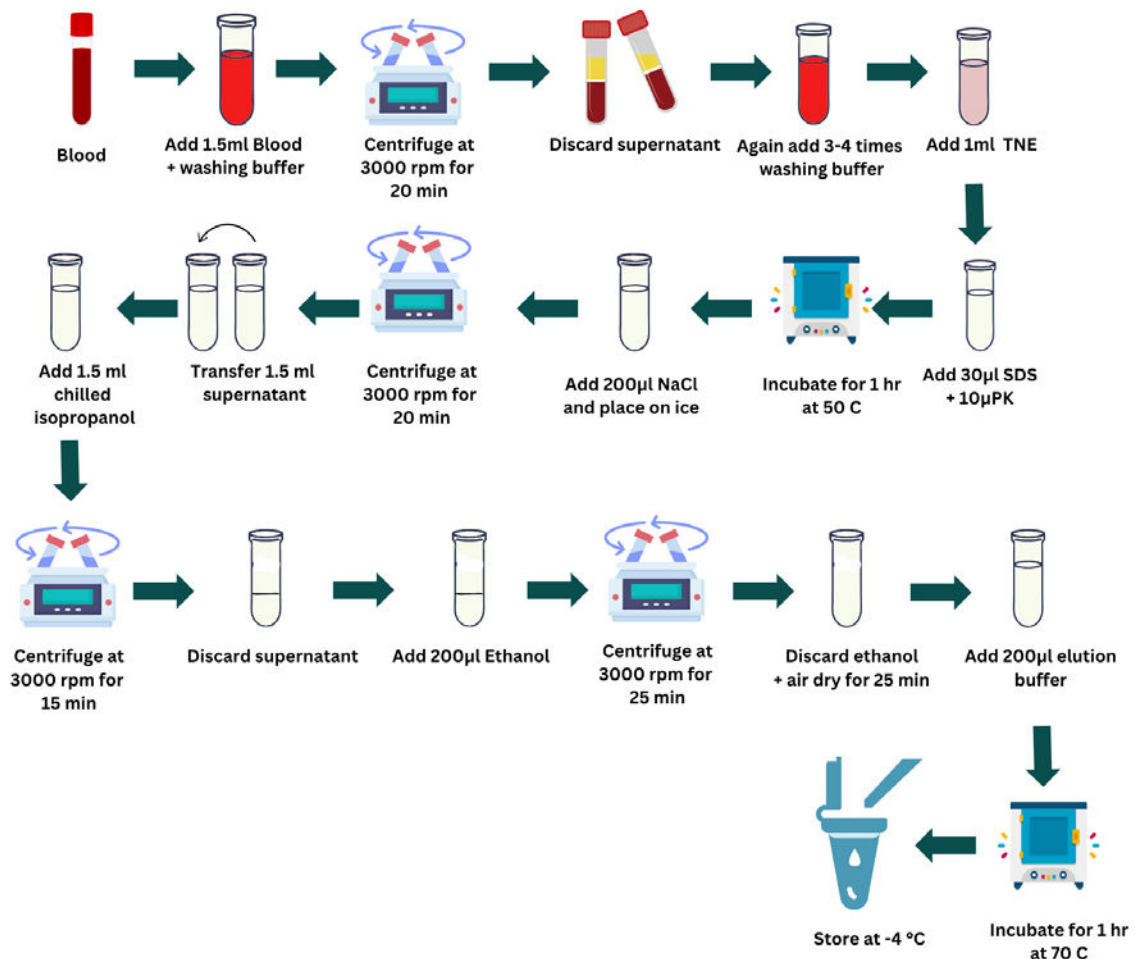 Blood
Add 1.5ml Blood
+ washing buffer
Centrifuge at
3000 rpm for
20 min
Discard supernatant
Again add 3-4 times
washing buffer
Add 1ml TNE
Add 30µl SDS
+ 10µPK
Incubate for 1 hr
at 50 C
Add 200µl NaCl
and place on ice
Centrifuge at
3000 rpm for
20 min
Transfer 1.5 ml
supernatant
Add 1.5 ml
chilled
isopropanol
Centrifuge at
3000 rpm for
15 min
Discard supernatant
Add 200µl Ethanol
Centrifuge at
3000 rpm for
25 min
Discard ethanol
+ air dry for 25 min
Add 200µl elution
buffer
Incubate for 1 hr
at 70 C
Store at -4 °C